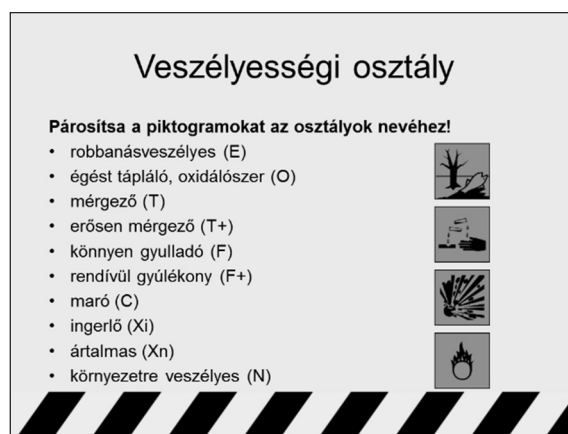 Veszélyességi osztály
Párosítsa a piktogramokat az osztályok nevéhez!
• robbanásveszélyes (E)
• égést tápláló, oxidálószer (O)
• mérgező (T)
• erősen mérgező (T+)
• könnyen gyulladó (F)
• rendívül gyúlékony (F+)
• maró (C)
• ingerlő (Xi)
• ártalmas (Xn)
• környezetre veszélyes (N)